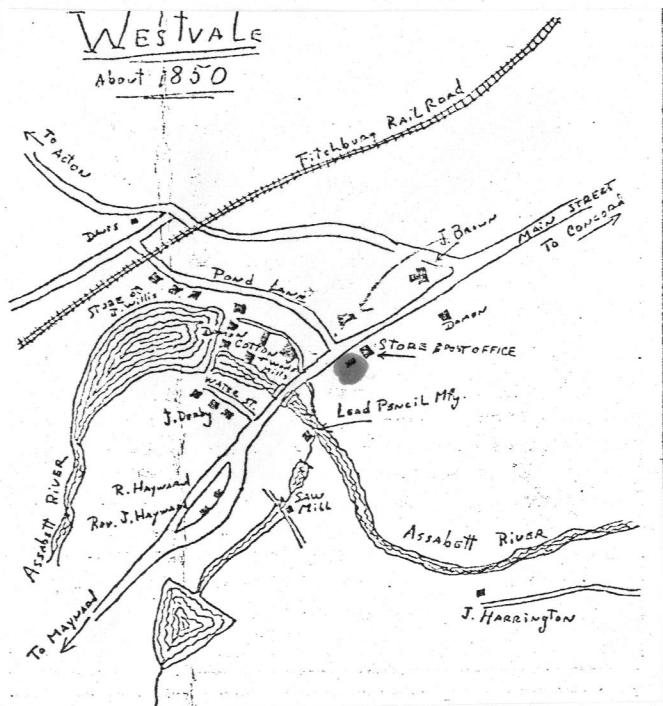 WESTVALE
About 1850
Fitchburg RailRoad
To Acton
Davis
MAIN STREET
To CONCORD
J. BROWN
POND LANE
STORE OF
J. Willis
DAMON
DAMON
COTTON
Mills
STORE & POST OFFICE
WATER ST.
J. Derby
Lead Pencil Mfg.
R. Hayward
Rev. J. Hayward
SAW
Mill
ASSABETT RIVER
ASSABETT RIVER
J. HARRINGTON
To MAYNARD